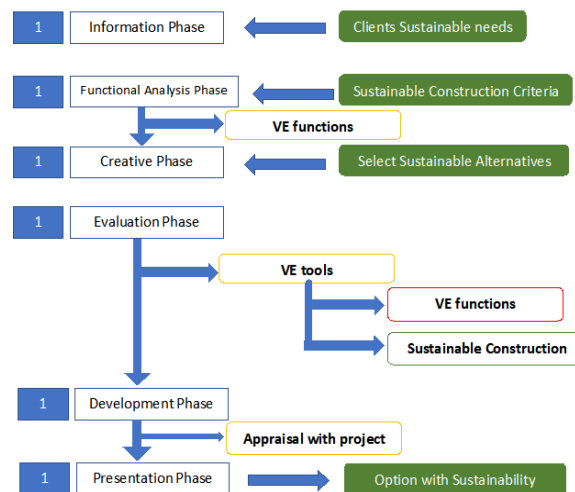 1 Information Phase Clients Sustainable needs
1 Functional Analysis Phase Sustainable Construction Criteria
VE functions
1 Creative Phase Select Sustainable Alternatives
1 Evaluation Phase
VE tools
VE functions
Sustainable Construction
1 Development Phase
Appraisal with project
1 Presentation Phase Option with Sustainability